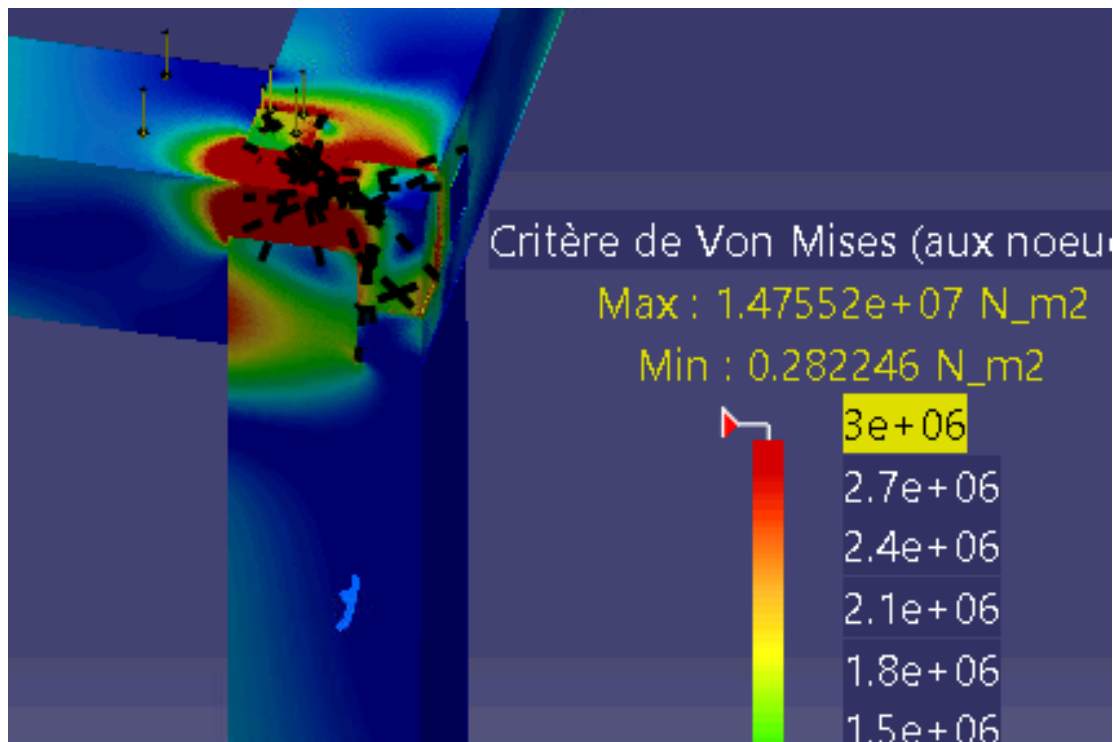 Critère de Von Mises (aux noeu
Max : 1.47552e+07 N_m2
Min : 0.282246 N_m2
3e+06
2.7e+06
2.4e+06
2.1e+06
1.8e+06
1.5e+06